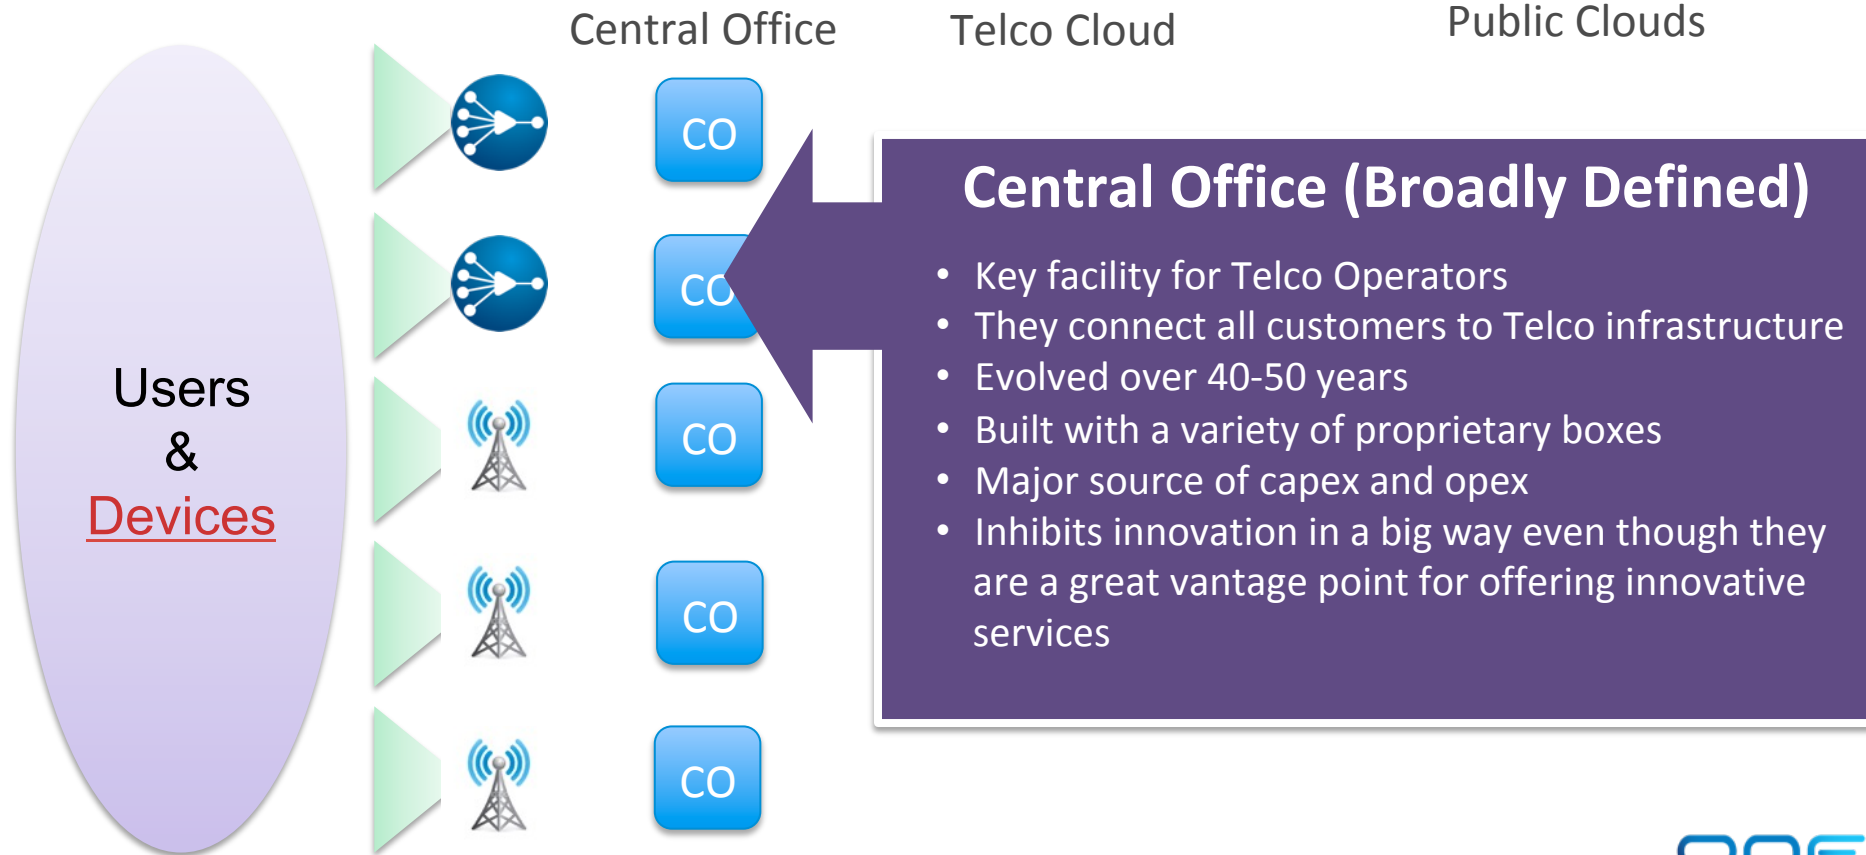 Central Office
Telco Cloud
Public Clouds
Users
&
Devices
CO
CO
CO
CO
CO
Central Office (Broadly Defined)
• Key facility for Telco Operators
• They connect all customers to Telco infrastructure
• Evolved over 40-50 years
• Built with a variety of proprietary boxes
• Major source of capex and opex
• Inhibits innovation in a big way even though they
are a great vantage point for offering innovative
services